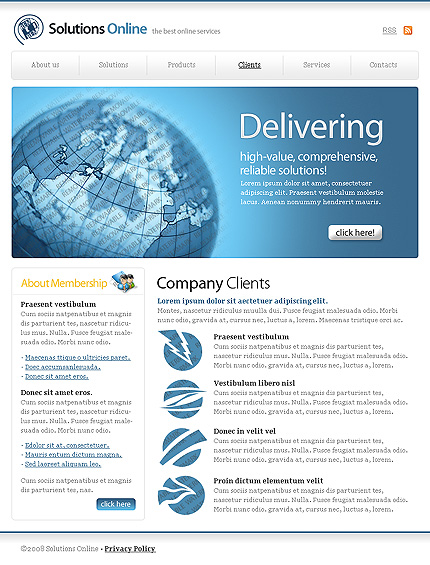 Solutions Online the best online services
RSS
About us Solutions Products Clients Services Contacts
Delivering
high-value, comprehensive,
reliable solutions!
Lorem ipsum dolor sit amet, consectetuer
adipiscing elit. Praesent vestibulum molestie
lacus. Aenean nonummy hendrerit mauris.
click here!
About Membership
Praesent vestibulum
Cum sociis natpenatibus et magnis
dis parturient tes, nascetur ridicu-
lus mus. Nulla. Fusce feugiat male-
suada odio. Morbi nunc odio.
- Maecenas ttique o ultricies paret.
- Doec accumsanlesuada.
- Donec sit amet eros.
Donec sit amet eros.
Cum sociis natpenatibus et magnis
dis parturient tes, nascetur ridicu-
lus mus. Nulla. Fusce feugiat male-
suada odio. Morbi nunc odio.
- Edolor sit at, consectetuer.
- Mauris entum dictum magna.
- Sed laoreet aliquam leo.
Cum sociis natpenatibus et magnis
dis parturient tes, nas.
click here
Company Clients
Lorem ipsum dolor sit aectetuer adipiscing elit.
Montes, nascetur ridiculus muulla dui. Fusce feugiat malesuada odio. Morbi
nunc odio, gravida at, cursus nec, luctus a, lorem. Maecenas tristique orci ac.
Praesent vestibulum
Cum sociis natpenatibus et magnis dis parturient tes,
nascetur ridiculus mus. Nulla. Fusce feugiat malesuada odio.
Morbi nunc odio, gravida at, cursus nec, luctus a, lorem.
Vestibulum libero nisl
Cum sociis natpenatibus et magnis dis parturient tes,
nascetur ridiculus mus. Nulla. Fusce feugiat malesuada odio.
Morbi nunc odio, gravida at, cursus nec, luctus a, lorem.
Donec in velit vel
Cum sociis natpenatibus et magnis dis parturient tes,
nascetur ridiculus mus. Nulla. Fusce feugiat malesuada odio.
Morbi nunc odio, gravida at, cursus nec, luctus a, lorem.
Proin dictum elementum velit
Cum sociis natpenatibus et magnis dis parturient tes,
nascetur ridiculus mus. Nulla. Fusce feugiat malesuada odio.
Morbi nunc odio, gravida at, cursus nec, luctus a, lorem.
©2008 Solutions Online • Privacy Policy